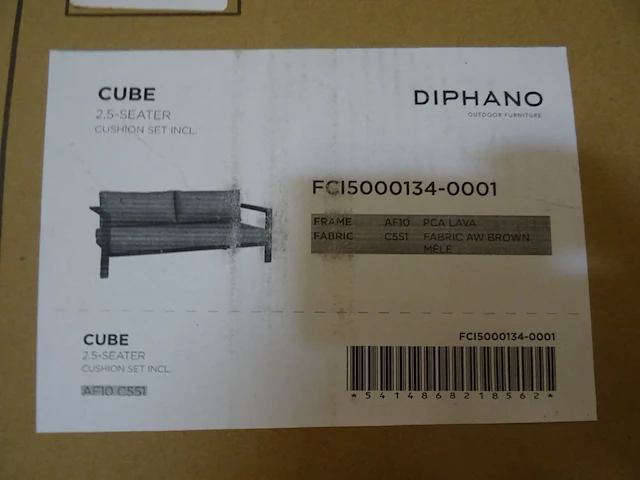 CUBE
2,5-SEATER
CUSHION SET INCL.
DIPHANO
OUTDOOR FURNITURE
FCI5000134-0001
FRAME AF10 PCA LAVA
FABRIC C551 FABRIC AW BROWN
MELE
CUBE
2,5-SEATER
CUSHION SET INCL.
AF10 C551
FCI5000134-0001
*5414868218562*